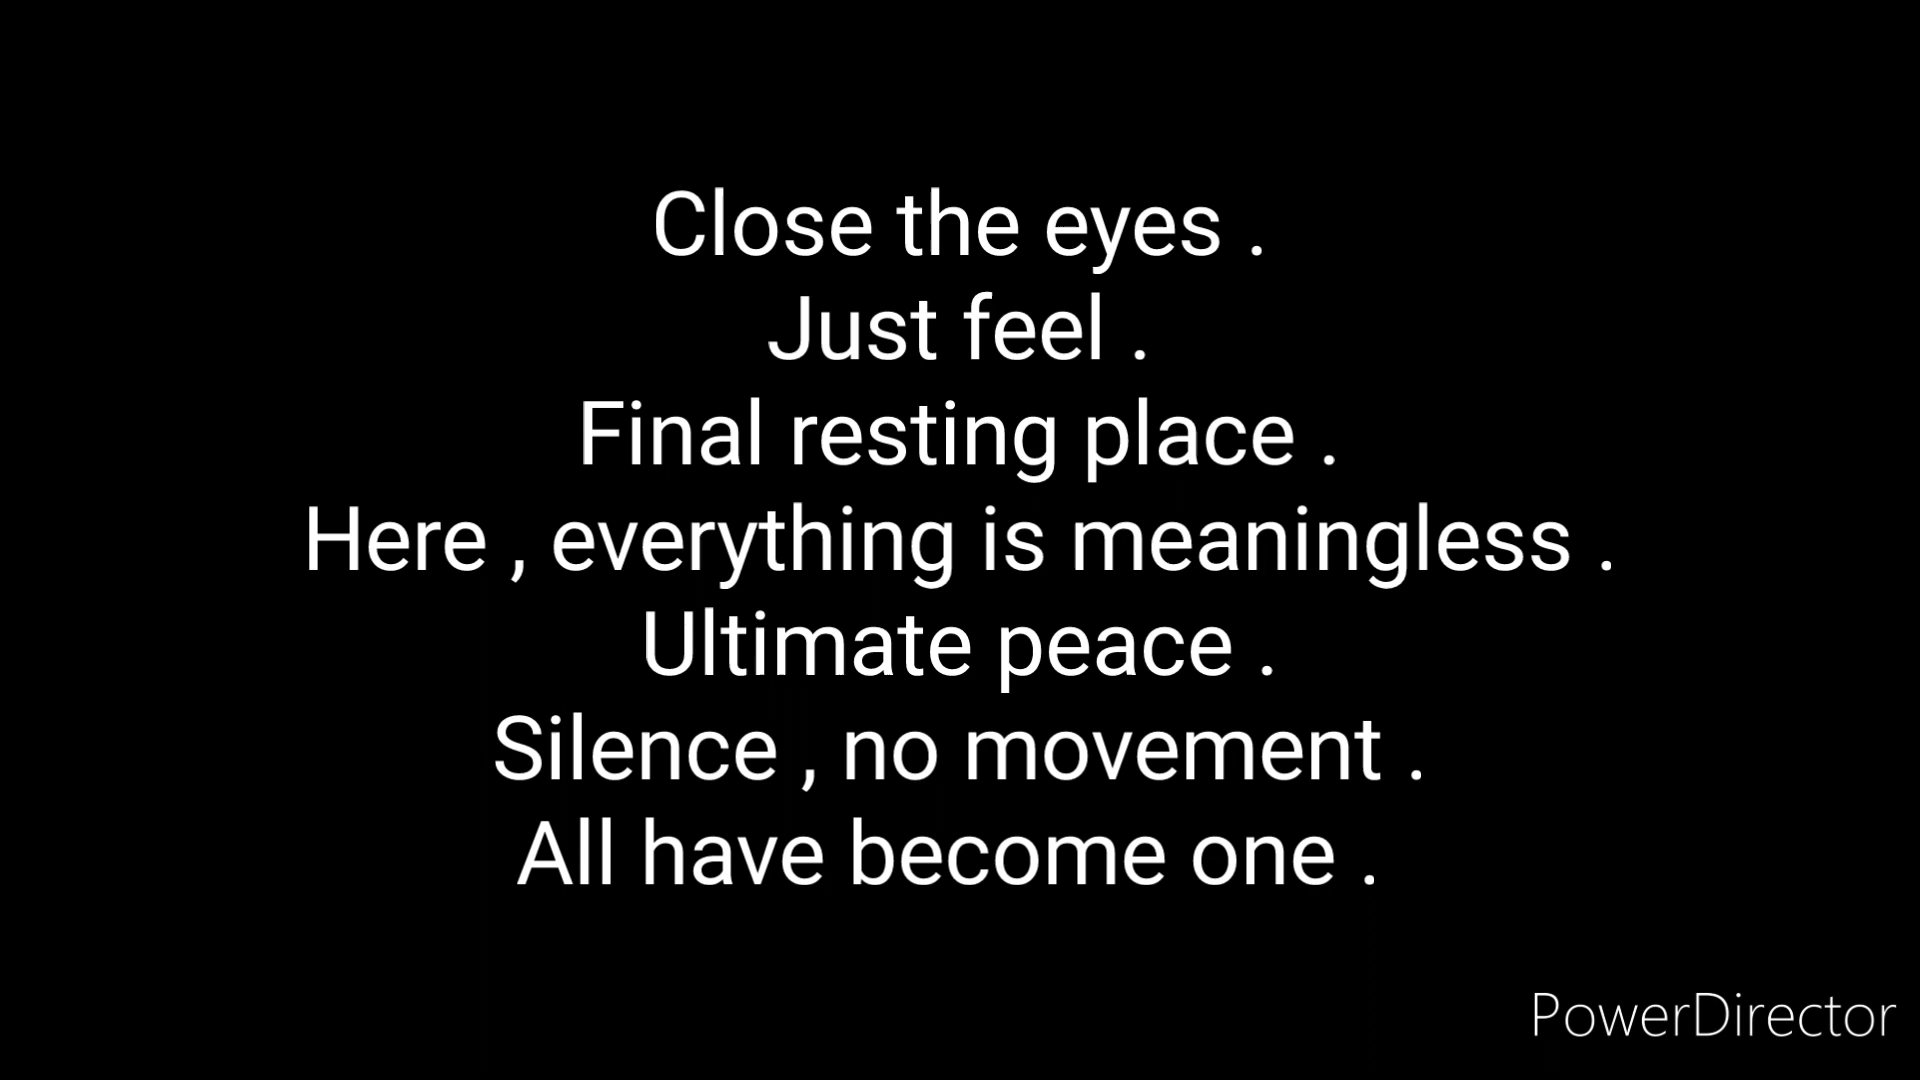 Close the eyes .
Just feel .
Final resting place .
Here , everything is meaningless .
Ultimate peace .
Silence , no movement .
All have become one .
PowerDirector